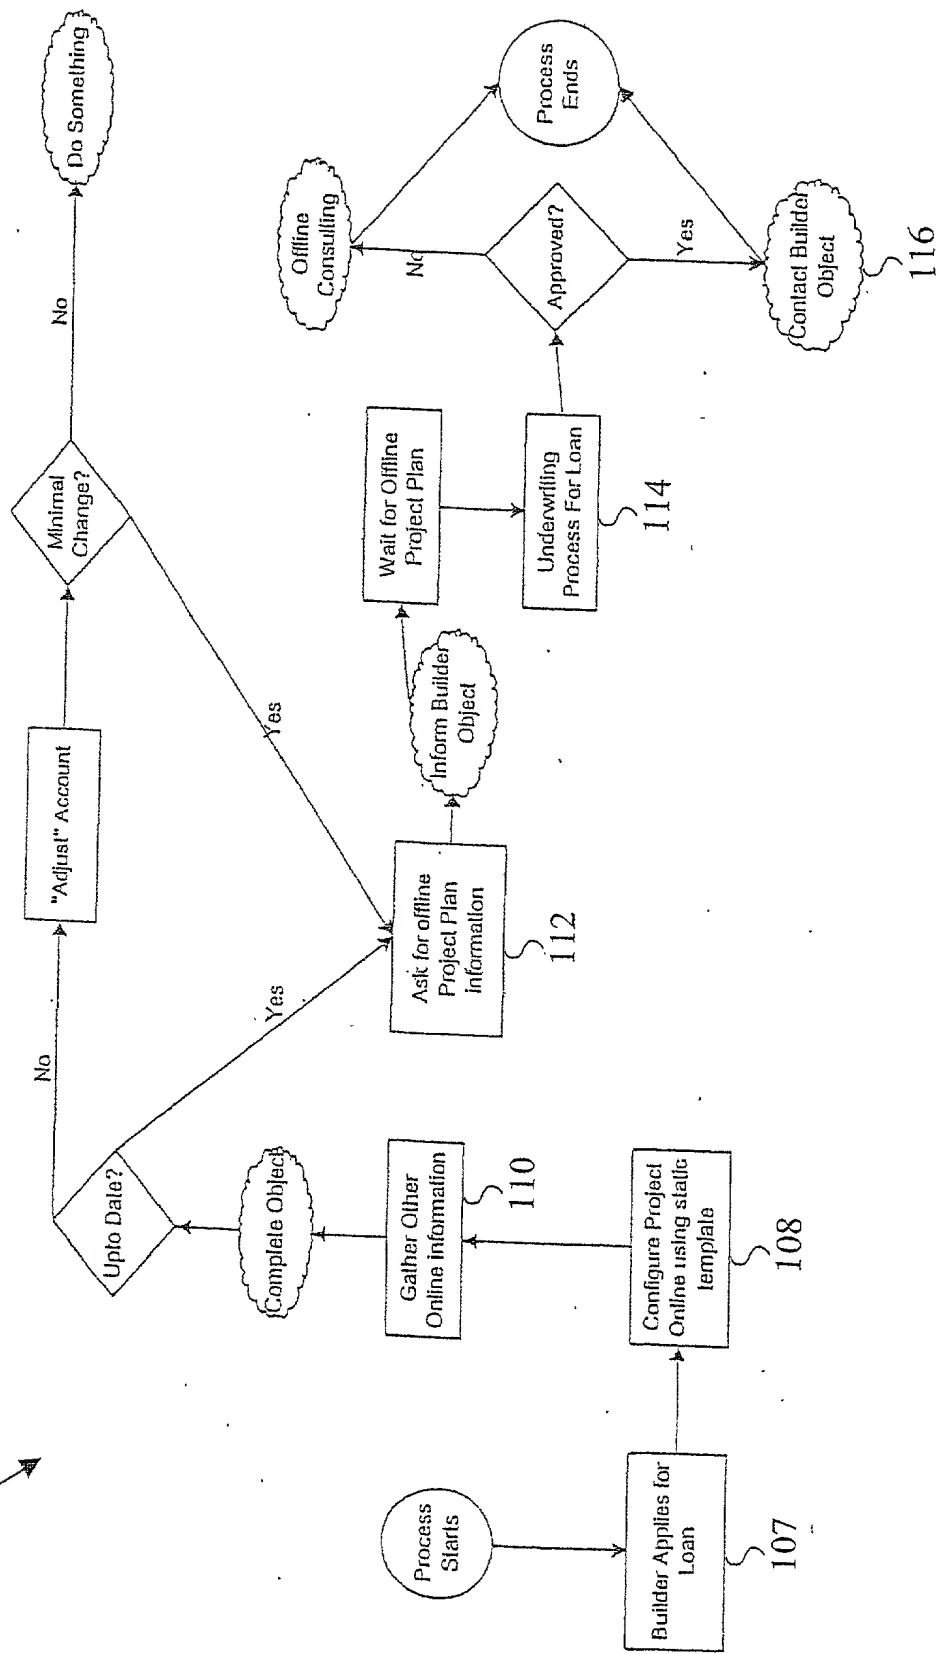 Process
Starts
Builder Applies for
Loan
107
Configure Project
Online using static
template
108
Gather Other
Online Information
110
Complete Object
Upto Date?
No
Yes
"Adjust" Account
Minimal
Change?
No
Yes
Do Something
Ask for offline
Project Plan
information
112
Inform Builder
Object
Wait for Offline
Project Plan
Underwriting
Process For Loan
114
Approved?
No
Yes
Offline
Consulting
Contact Builder
Object
116
Process
Ends